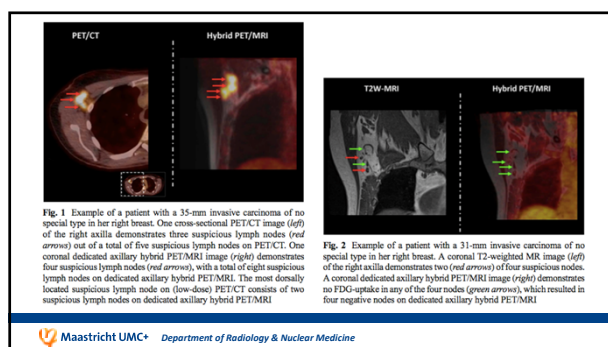 PET/CT
Hybrid PET/MRI
Fig. 1 Example of a patient with a 35-mm invasive carcinoma of no
special type in her right breast. One cross-sectional PET/CT image (left)
of the right axilla demonstrates three suspicious lymph nodes (red
arrows) out of a total of five suspicious lymph nodes on PET/CT. One
coronal dedicated axillary hybrid PET/MRI image (right) demonstrates
four suspicious lymph nodes (red arrows), with a total of eight suspicious
lymph nodes on dedicated axillary hybrid PET/MRI. The most dorsally
located suspicious lymph node on (low-dose) PET/CT consists of two
suspicious lymph nodes on dedicated axillary hybrid PET/MRI
T2W-MRI
Hybrid PET/MRI
Fig. 2 Example of a patient with a 31-mm invasive carcinoma of no
special type in her right breast. A coronal T2-weighted MR image (left)
of the right axilla demonstrates two (red arrows) of four suspicious nodes.
A coronal dedicated axillary hybrid PET/MRI image (right) demonstrates
no FDG-uptake in any of the four nodes (green arrows), which resulted in
four negative nodes on dedicated axillary hybrid PET/MRI
Maastricht UMC+ Department of Radiology & Nuclear Medicine